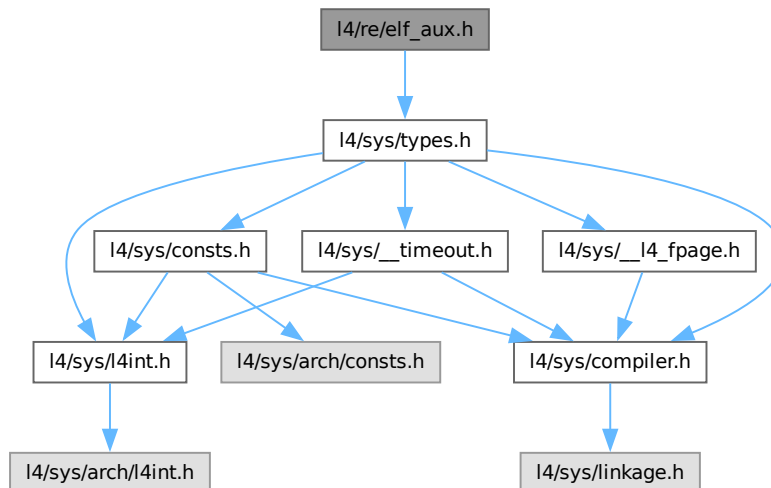 l4/re/elf_aux.h
l4/sys/types.h
l4/sys/consts.h
l4/sys/__timeout.h
l4/sys/__l4_fpage.h
l4/sys/l4int.h
l4/sys/arch/consts.h
l4/sys/compiler.h
l4/sys/arch/l4int.h
l4/sys/linkage.h